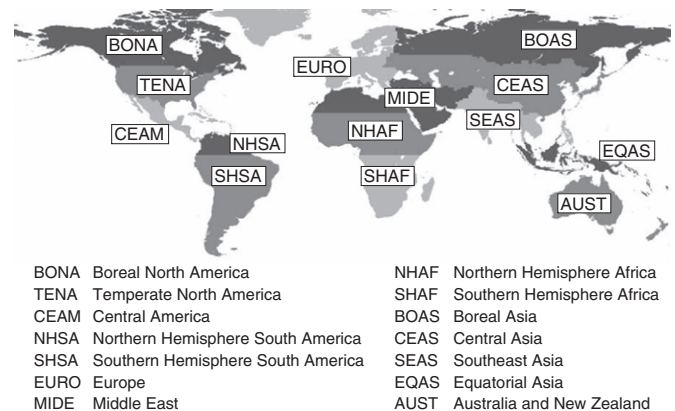 BONA
BOAS
EURO
TENA
CEAS
MIDE
SEAS
CEAM
NHAF
NHSA
EQAS
SHSA
SHAF
AUST
BONA Boreal North America
TENA Temperate North America
CEAM Central America
NHSA Northern Hemisphere South America
SHSA Southern Hemisphere South America
EURO Europe
MIDE Middle East
NHAF Northern Hemisphere Africa
SHAF Southern Hemisphere Africa
BOAS Boreal Asia
CEAS Central Asia
SEAS Southeast Asia
EQAS Equatorial Asia
AUST Australia and New Zealand